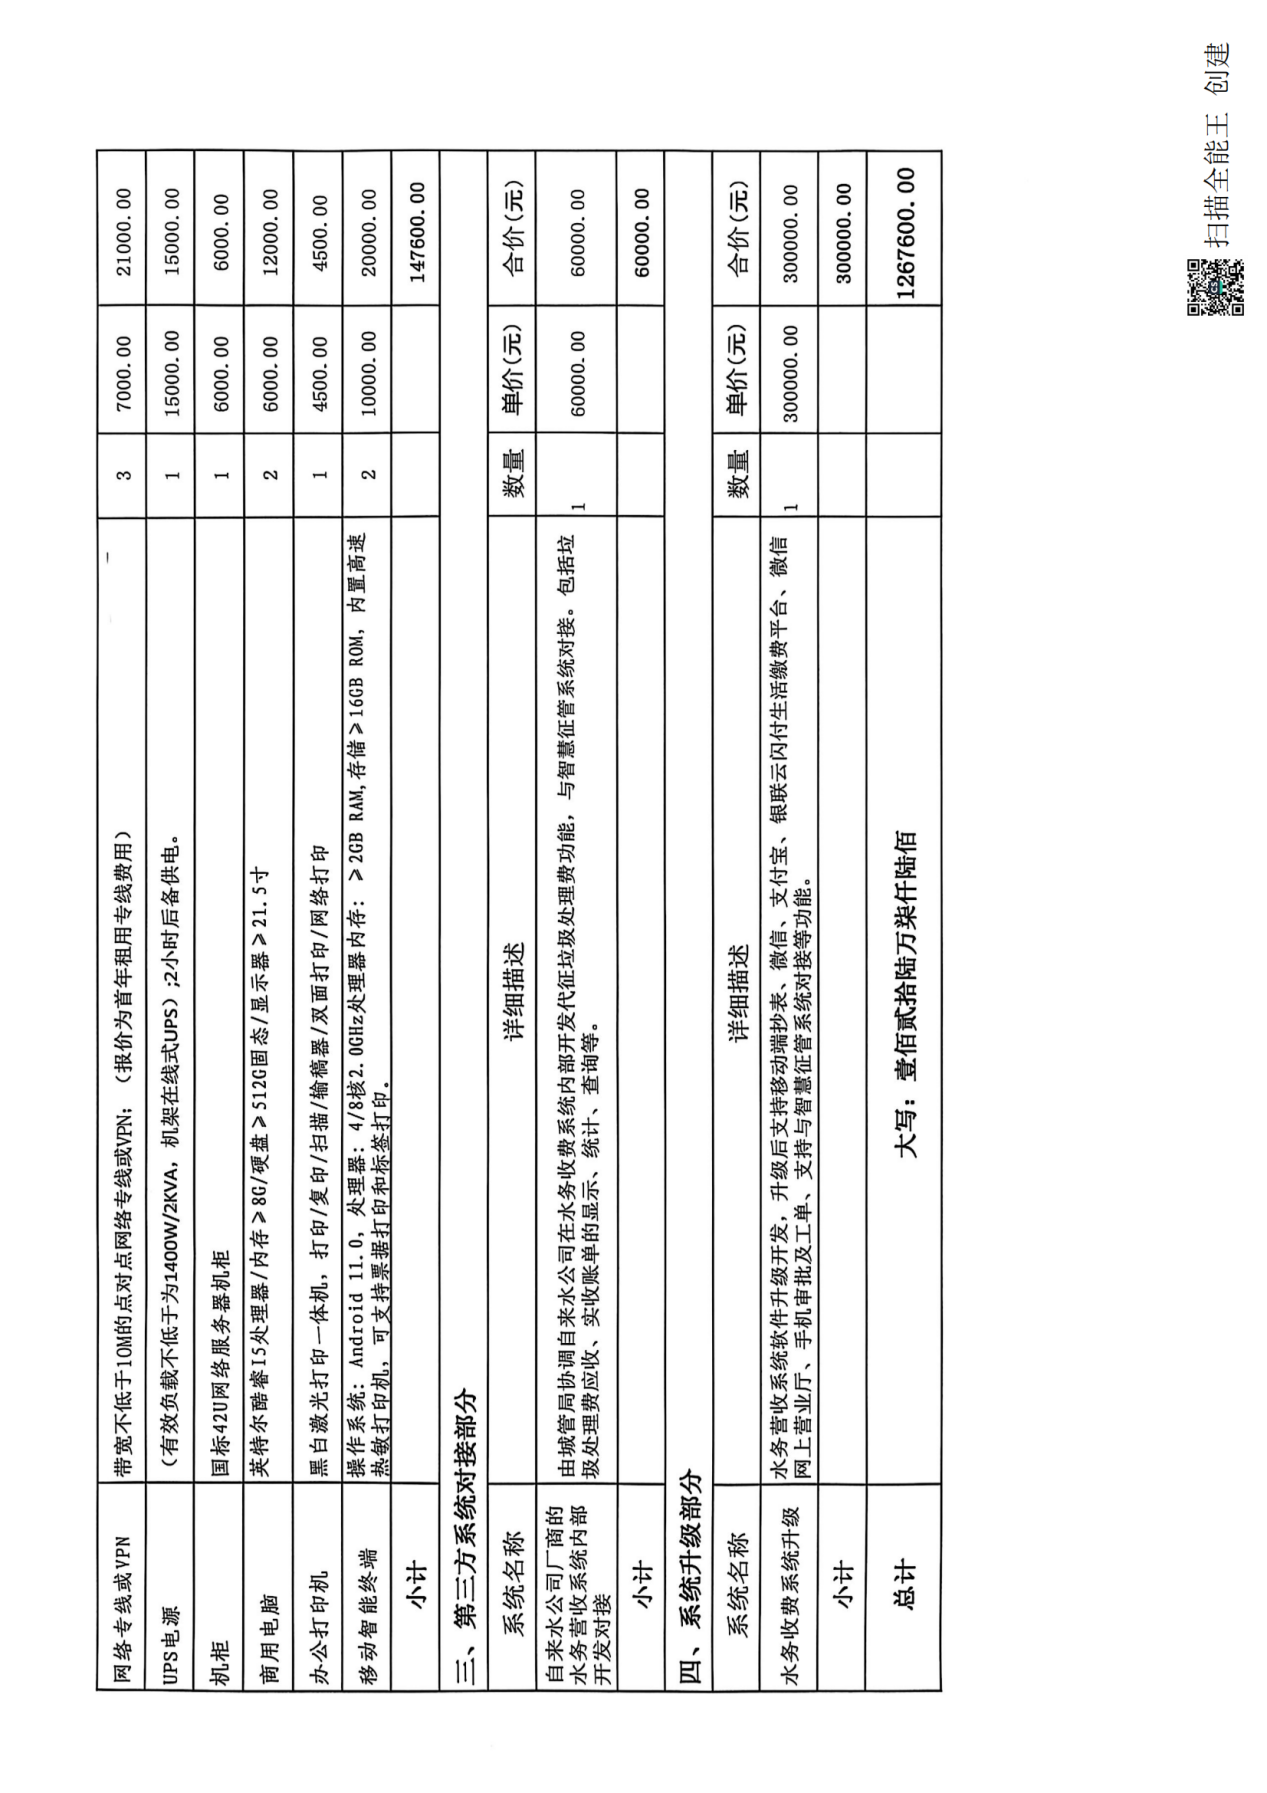 网络专线或VPN 带宽不低于10M的点对点网络专线或VPN；（报价为首年租用专线费用） 3 7000.00 21000.00
UPS电源 （有效负载不低于为1400W/2KVA，机架在线式UPS）;2小时后备供电。 1 15000.00 15000.00
机柜 国标42U网络服务器机柜 1 6000.00 6000.00
商用电脑 英特尔酷睿I5处理器/内存≥8G/硬盘≥512G固态/显示器≥21.5寸 2 6000.00 12000.00
办公打印机 黑白激光打印一体机，打印/复印/扫描/输稿器/双面打印/网络打印 1 4500.00 4500.00
移动智能终端 操作系统：Android 11.0，处理器：4/8核2.0GHz处理器内存：≥2GB RAM,存储≥16GB ROM，内置高速
热敏打印机，可支持票据打印和标签打印。 2 10000.00 20000.00
小计 147600.00
三、第三方系统对接部分
系统名称 详细描述 数量 单价(元) 合价(元)
自来水公司厂商的
水务营收系统内部
开发对接
由城管局协调自来水公司在水务收费系统内部开发代征垃圾处理费功能，与智慧征管系统对接。包括垃
圾处理费应收、实收账单的显示、统计、查询等。
1 60000.00 60000.00
小计 60000.00
四、系统升级部分
系统名称 详细描述 数量 单价(元) 合价(元)
水务收费系统升级
水务营收系统软件升级开发，升级后支持移动端抄表、微信、支付宝、银联云闪付生活缴费平台、微信
网上营业厅、手机审批及工单、支持与智慧征管系统对接等功能。
1 300000.00 300000.00
小计 300000.00
总计 大写：壹佰贰拾陆万柒仟陆佰 1267600.00
扫描全能王 创建